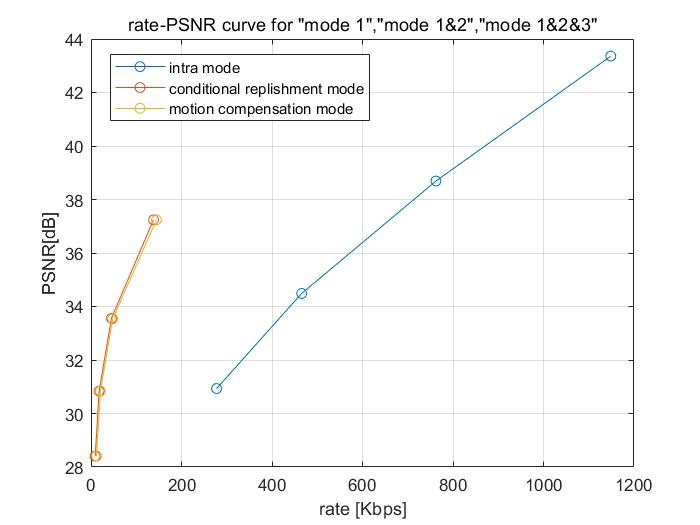 rate-PSNR curve for "mode 1","mode 1&2","mode 1&2&3"
44
42
40
38
36
34
32
30
28
PSNR[dB]
intra mode
conditional replishment mode
motion compensation mode
0
200
400
600
800
1000
1200
rate [Kbps]